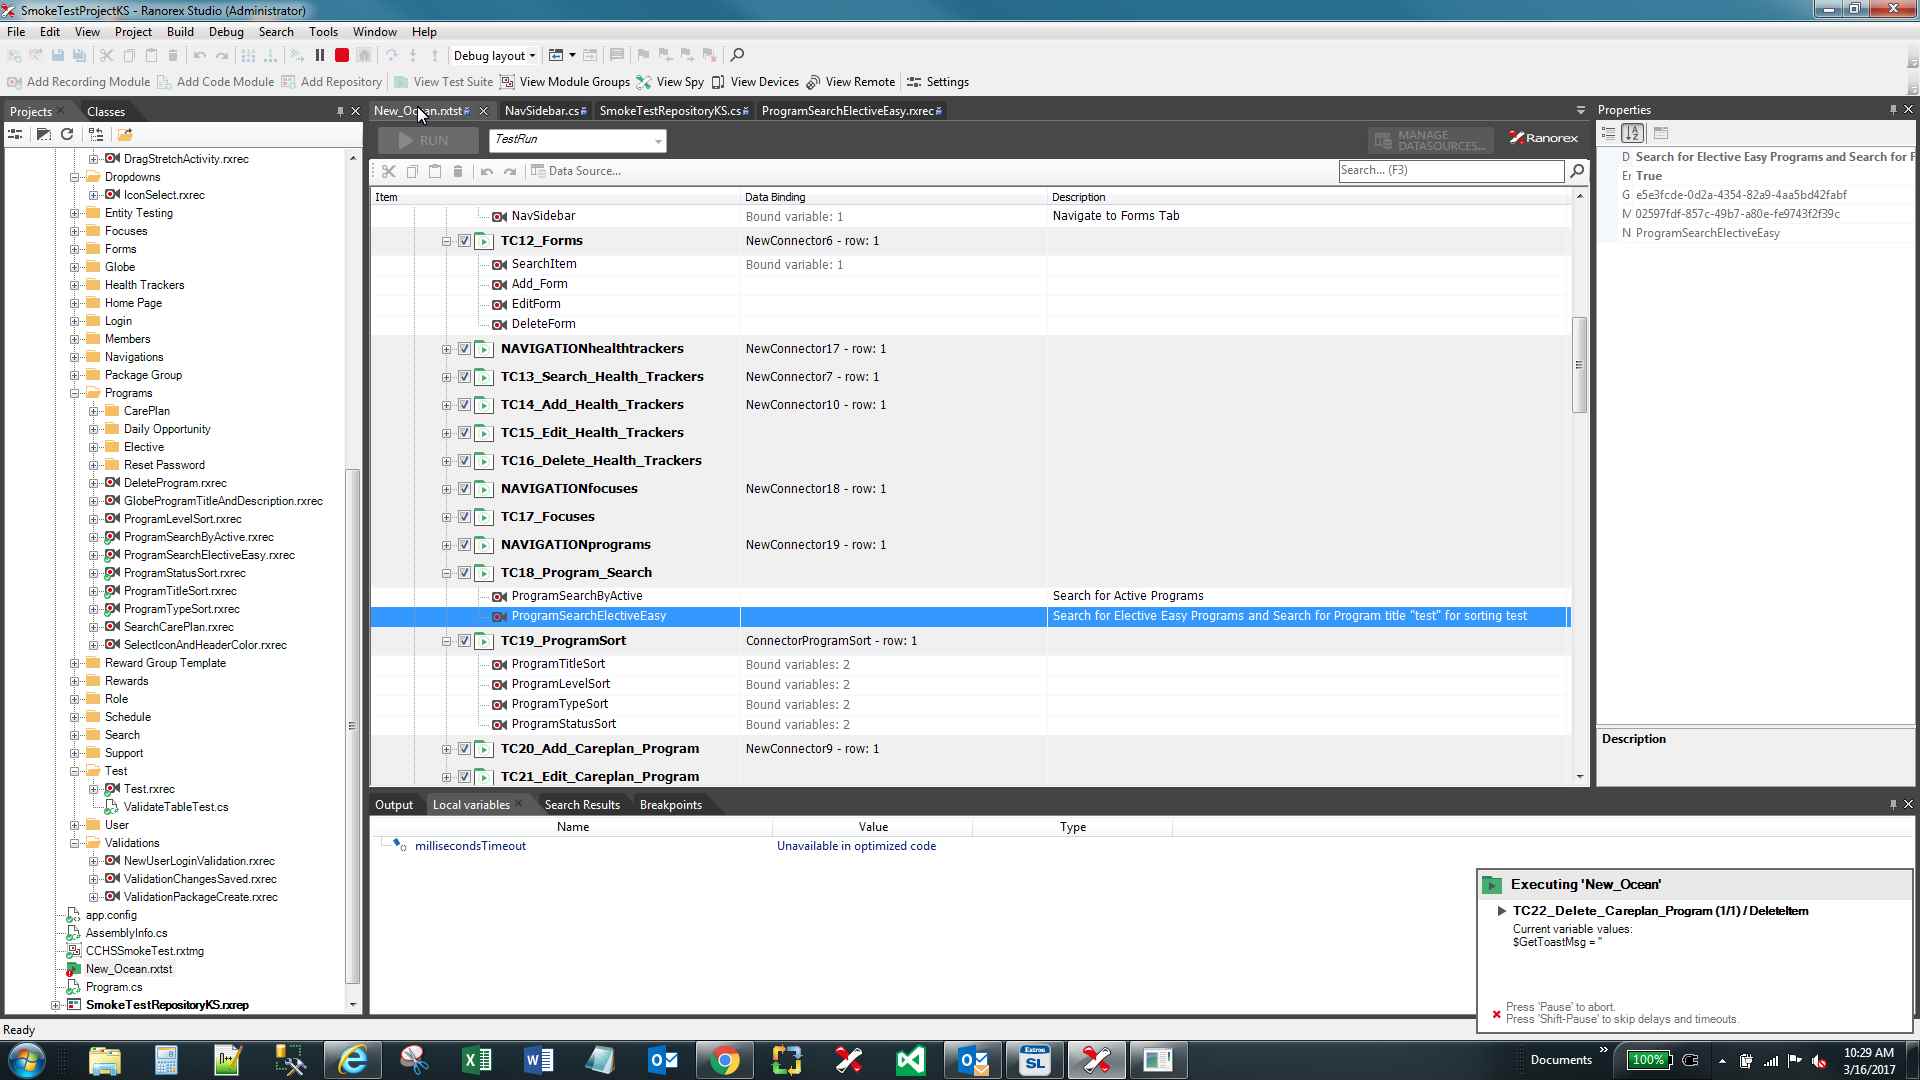 SmokeTestProjectKS - Ranorex Studio (Administrator)
File Edit View Project Build Debug Search Tools Window Help
Debug layout
Add Recording Module Add Code Module Add Repository View Test Suite View Module Groups View Spy View Devices View Remote Settings
Projects Classes
New_Ocean.rxtst NavSidebar.cs SmokeTestRepositoryKS.cs ProgramSearchElectiveEasy.rxrec
RUN TestRun MANAGE DATASOURCES... Ranorex
Data Source... Search... (F3)
DragStretchActivity.rxrec
Dropdowns
IconSelect.rxrec
Entity Testing
Focuses
Forms
Globe
Health Trackers
Home Page
Login
Members
Navigations
Package Group
Programs
CarePlan
Daily Opportunity
Elective
Reset Password
DeleteProgram.rxrec
GlobeProgramTitleAndDescription.rxrec
ProgramLevelSort.rxrec
ProgramSearchByActive.rxrec
ProgramSearchElectiveEasy.rxrec
ProgramStatusSort.rxrec
ProgramTitleSort.rxrec
ProgramTypeSort.rxrec
SearchCarePlan.rxrec
SelectIconAndHeaderColor.rxrec
Reward Group Template
Rewards
Role
Schedule
Search
Support
Test
Test.rxrec
ValidateTableTest.cs
User
Validations
NewUserLoginValidation.rxrec
ValidationChangesSaved.rxrec
ValidationPackageCreate.rxrec
app.config
AssemblyInfo.cs
CCHSSmokeTest.rxtmg
New_Ocean.rxtst
Program.cs
SmokeTestRepositoryKS.rxrep
Item Data Binding Description
NavSidebar Bound variable: 1 Navigate to Forms Tab
TC12_Forms NewConnector6 - row: 1
SearchItem Bound variable: 1
Add_Form
EditForm
DeleteForm
NAVIGATIONhealthtrackers NewConnector17 - row: 1
TC13_Search_Health_Trackers NewConnector7 - row: 1
TC14_Add_Health_Trackers NewConnector10 - row: 1
TC15_Edit_Health_Trackers
TC16_Delete_Health_Trackers
NAVIGATIONfocuses NewConnector18 - row: 1
TC17_Focuses
NAVIGATIONprograms NewConnector19 - row: 1
TC18_Program_Search
ProgramSearchByActive Search for Active Programs
ProgramSearchElectiveEasy Search for Elective Easy Programs and Search for Program title "test" for sorting test
TC19_ProgramSort ConnectorProgramSort - row: 1
ProgramTitleSort Bound variables: 2
ProgramLevelSort Bound variables: 2
ProgramTypeSort Bound variables: 2
ProgramStatusSort Bound variables: 2
TC20_Add_Careplan_Program NewConnector9 - row: 1
TC21_Edit_Careplan_Program
Properties
D Search for Elective Easy Programs and Search for F
Er True
G e5e3fcde-0d2a-4354-82a9-4aa5bd42fabf
M 02597fdf-857c-49b7-a80e-fe9743f2f39c
N ProgramSearchElectiveEasy
Description
Output Local variables Search Results Breakpoints
Name Value Type
millisecondsTimeout Unavailable in optimized code
Executing 'New_Ocean'
TC22_Delete_Careplan_Program (1/1) / DeleteItem
Current variable values:
$GetToastMsg = ''
Press 'Pause' to abort.
Press 'Shift-Pause' to skip delays and timeouts.
Ready
Extron
SL
Documents
100%
10:29 AM
3/16/2017